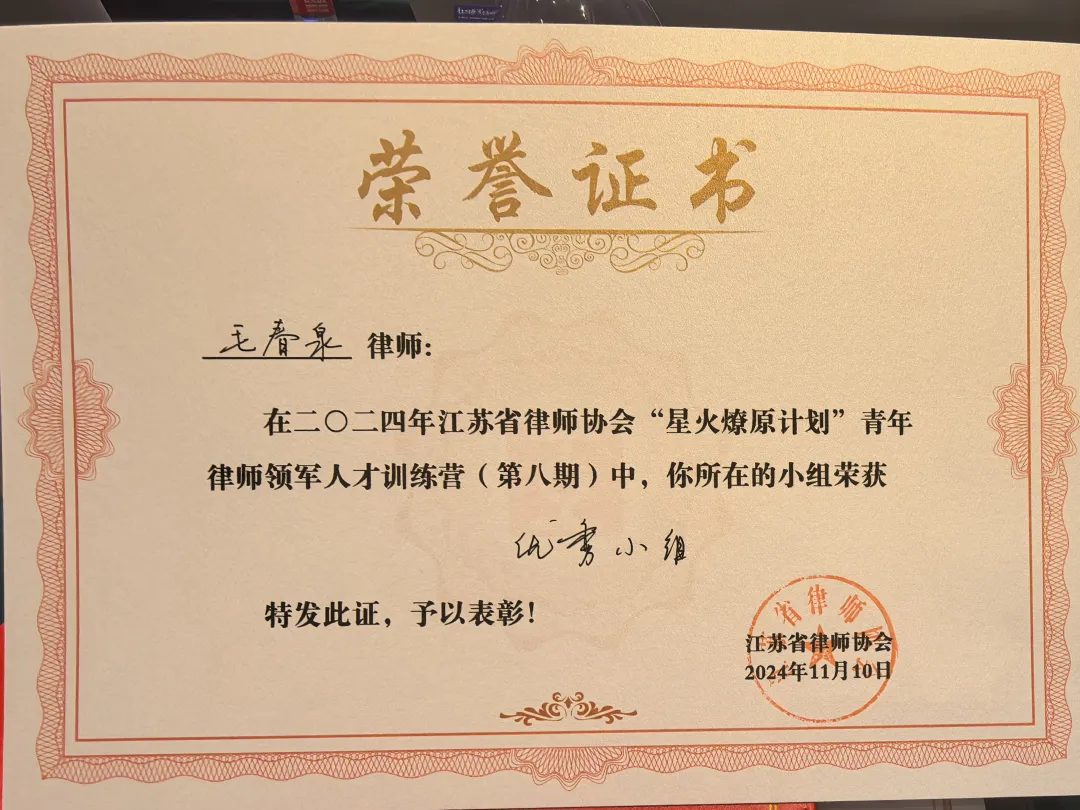 荣誉证书
毛春泉 律师:
在二〇二四年江苏省律师协会“星火燎原计划”青年
律师领军人才训练营（第八期）中，你所在的小组荣获
优秀小组
特发此证，予以表彰！
省律师协
江苏省律师协会
2024年11月10日